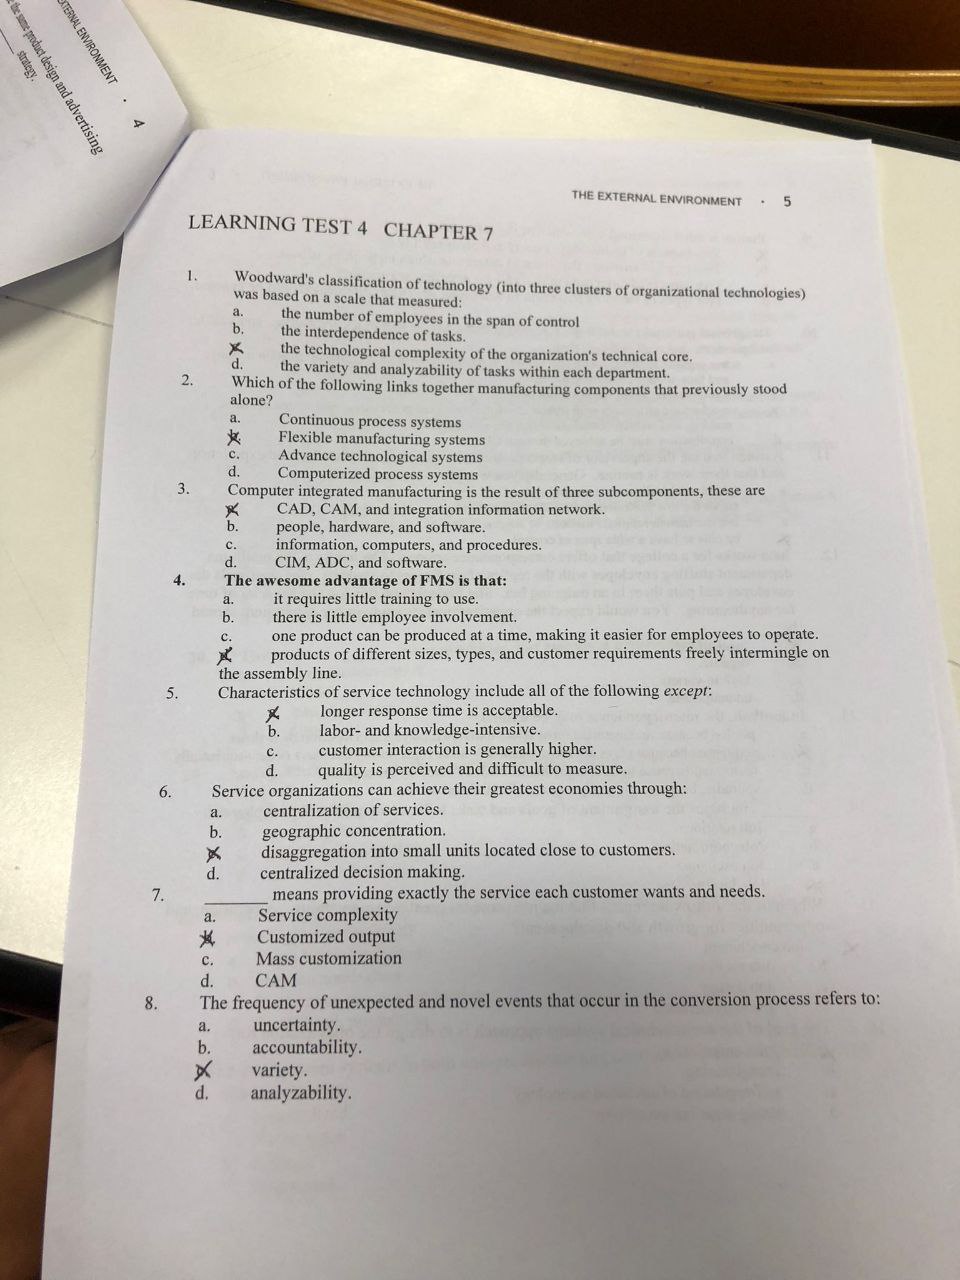 EXTERNAL ENVIRONMENT · 4
the same product design and advertising
strategy.
THE EXTERNAL ENVIRONMENT · 5
LEARNING TEST 4 CHAPTER 7
1. Woodward's classification of technology (into three clusters of organizational technologies)
was based on a scale that measured:
a. the number of employees in the span of control
b. the interdependence of tasks.
c. the technological complexity of the organization's technical core.
d. the variety and analyzability of tasks within each department.
2. Which of the following links together manufacturing components that previously stood
alone?
a. Continuous process systems
b. Flexible manufacturing systems
c. Advance technological systems
d. Computerized process systems
3. Computer integrated manufacturing is the result of three subcomponents, these are
a. CAD, CAM, and integration information network.
b. people, hardware, and software.
c. information, computers, and procedures.
d. CIM, ADC, and software.
4. The awesome advantage of FMS is that:
a. it requires little training to use.
b. there is little employee involvement.
c. one product can be produced at a time, making it easier for employees to operate.
d. products of different sizes, types, and customer requirements freely intermingle on
the assembly line.
5. Characteristics of service technology include all of the following except:
a. longer response time is acceptable.
b. labor- and knowledge-intensive.
c. customer interaction is generally higher.
d. quality is perceived and difficult to measure.
6. Service organizations can achieve their greatest economies through:
a. centralization of services.
b. geographic concentration.
c. disaggregation into small units located close to customers.
d. centralized decision making.
7. _______ means providing exactly the service each customer wants and needs.
a. Service complexity
b. Customized output
c. Mass customization
d. CAM
8. The frequency of unexpected and novel events that occur in the conversion process refers to:
a. uncertainty.
b. accountability.
c. variety.
d. analyzability.